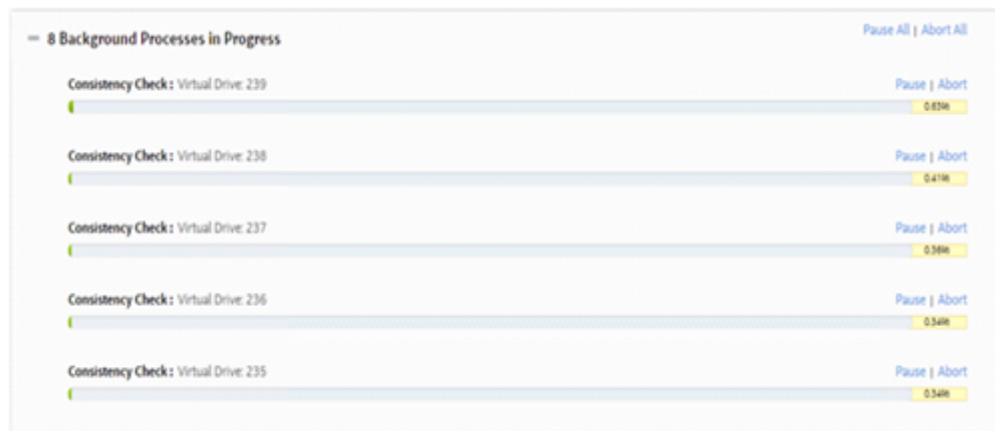 8 Background Processes in Progress
Pause All | Abort All
Consistency Check : Virtual Drive: 239
Pause | Abort
Consistency Check : Virtual Drive: 238
Pause | Abort
Consistency Check : Virtual Drive: 237
Pause | Abort
Consistency Check : Virtual Drive: 236
Pause | Abort
Consistency Check : Virtual Drive: 235
Pause | Abort